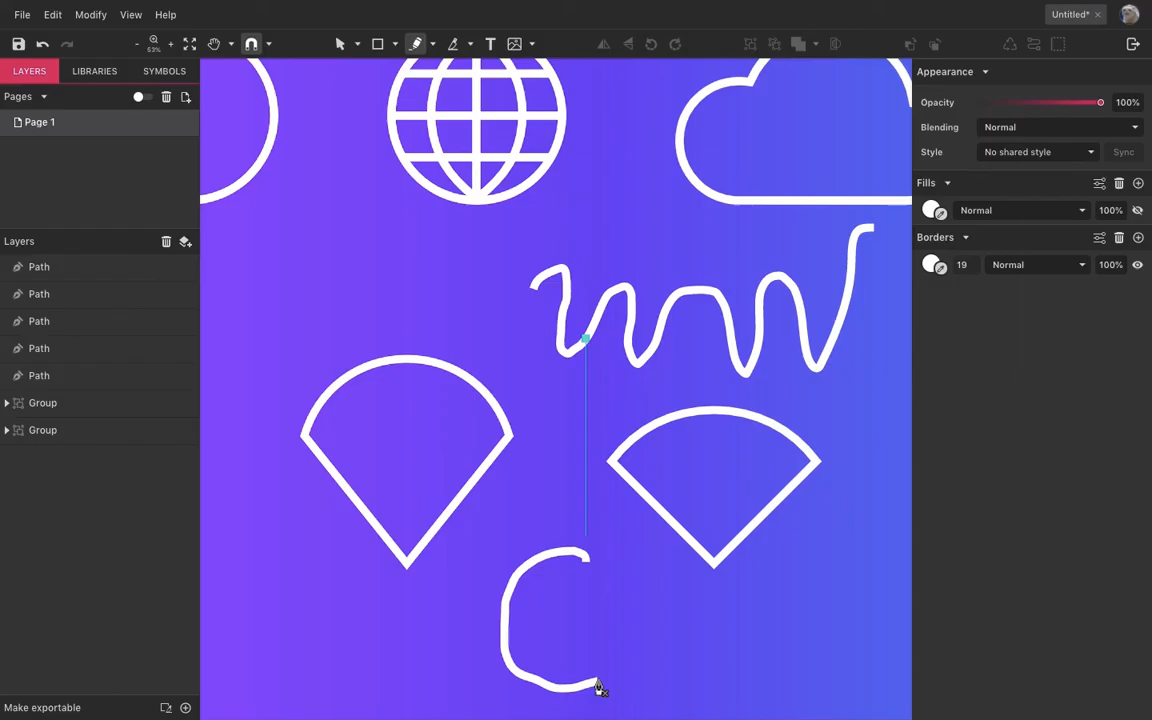 File Edit Modify View Help Untitled*
- 53% +
LAYERS LIBRARIES SYMBOLS
Pages
Page 1
Layers
Path
Path
Path
Path
Path
Group
Group
Make exportable
Appearance
Opacity 100%
Blending Normal
Style No shared style Sync
Fills
Normal 100%
Borders
19 Normal 100%